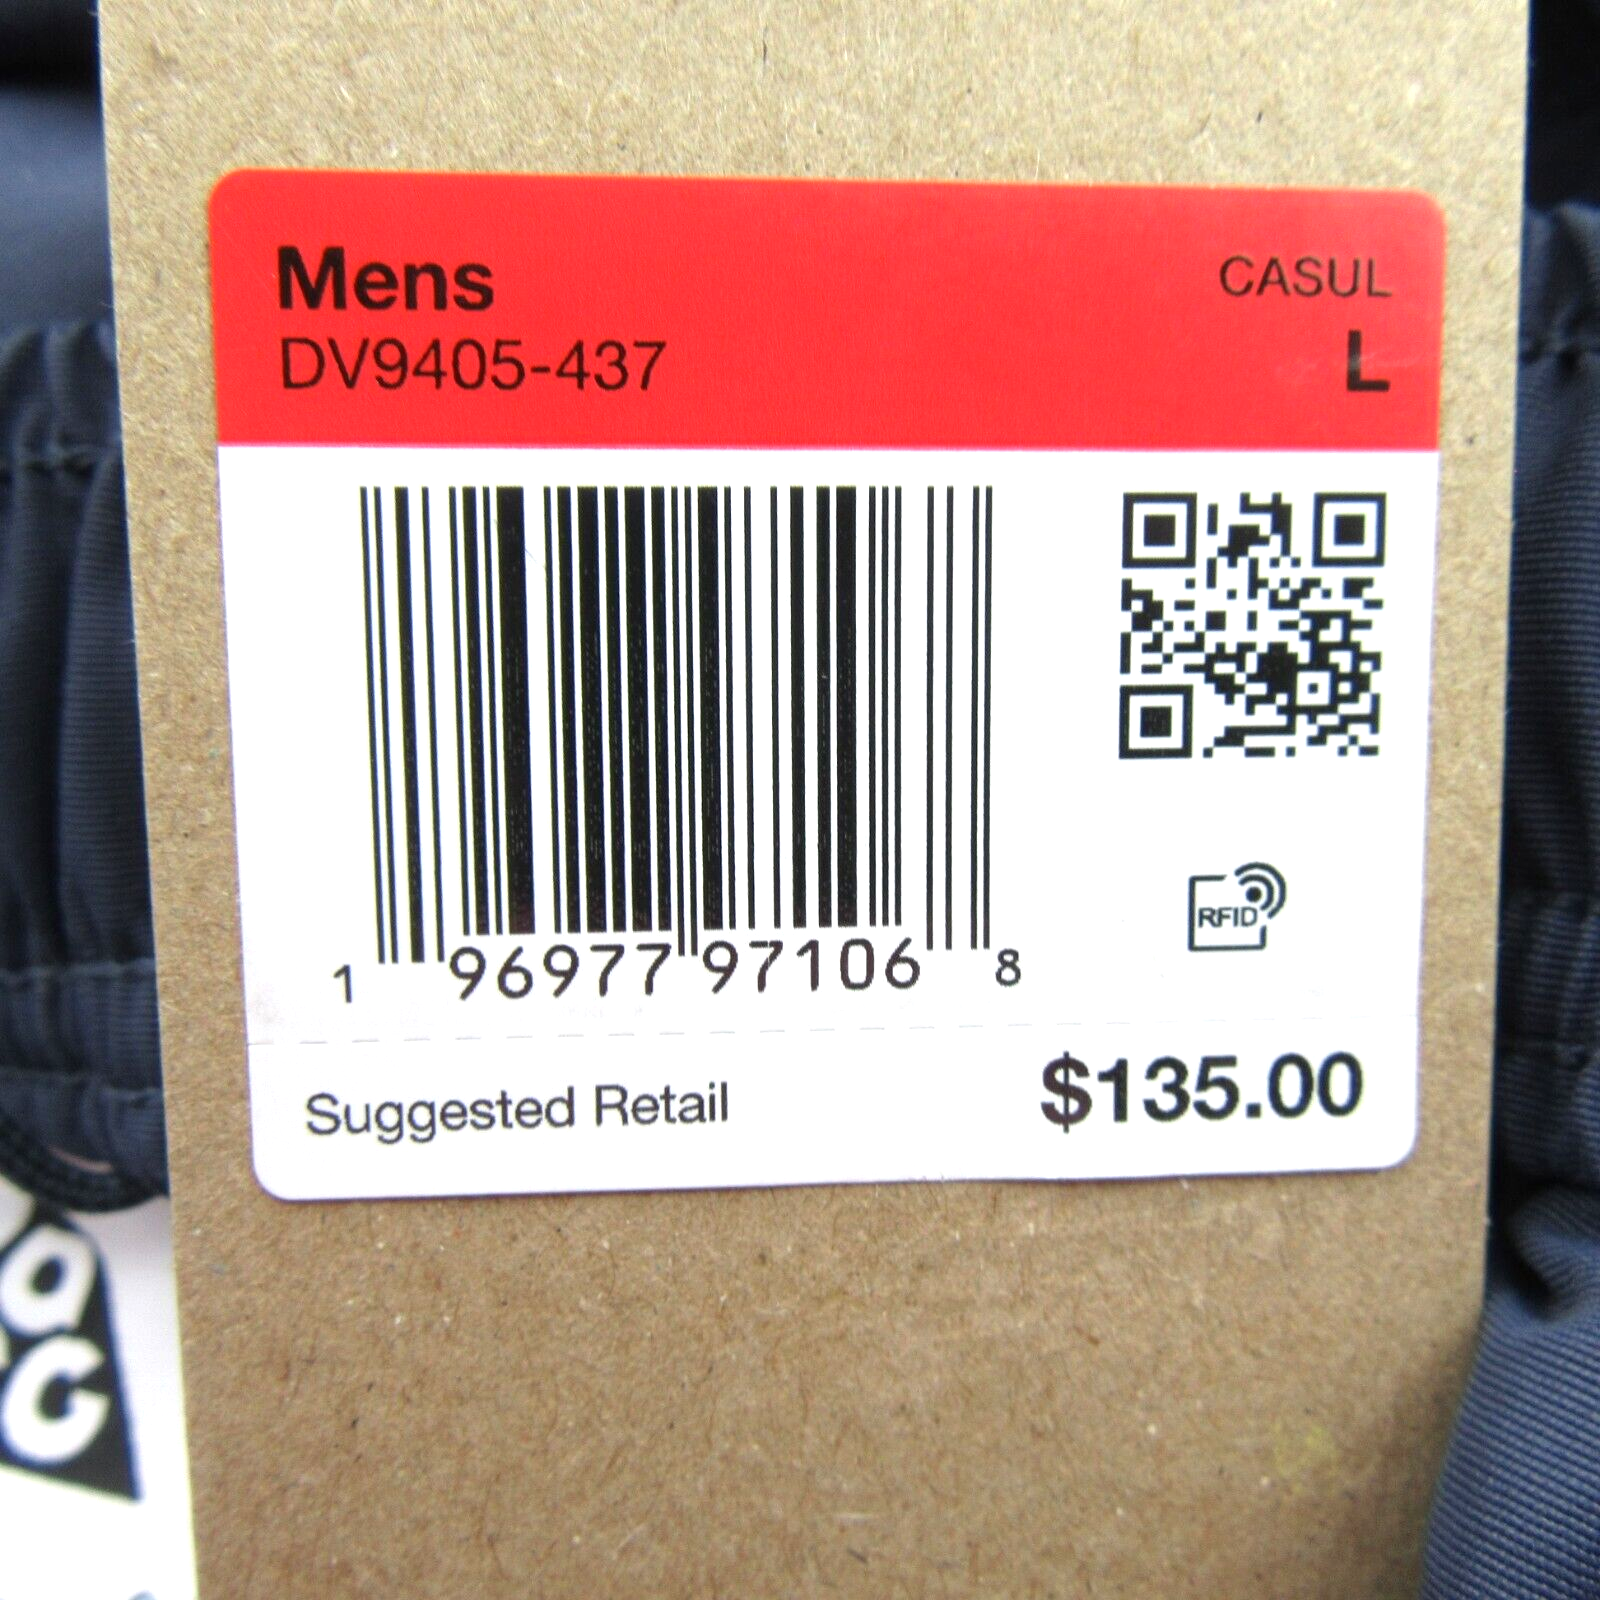 Mens
CASUL
DV9405-437
L
1 96977 97106 8
RFID
Suggested Retail
$135.00